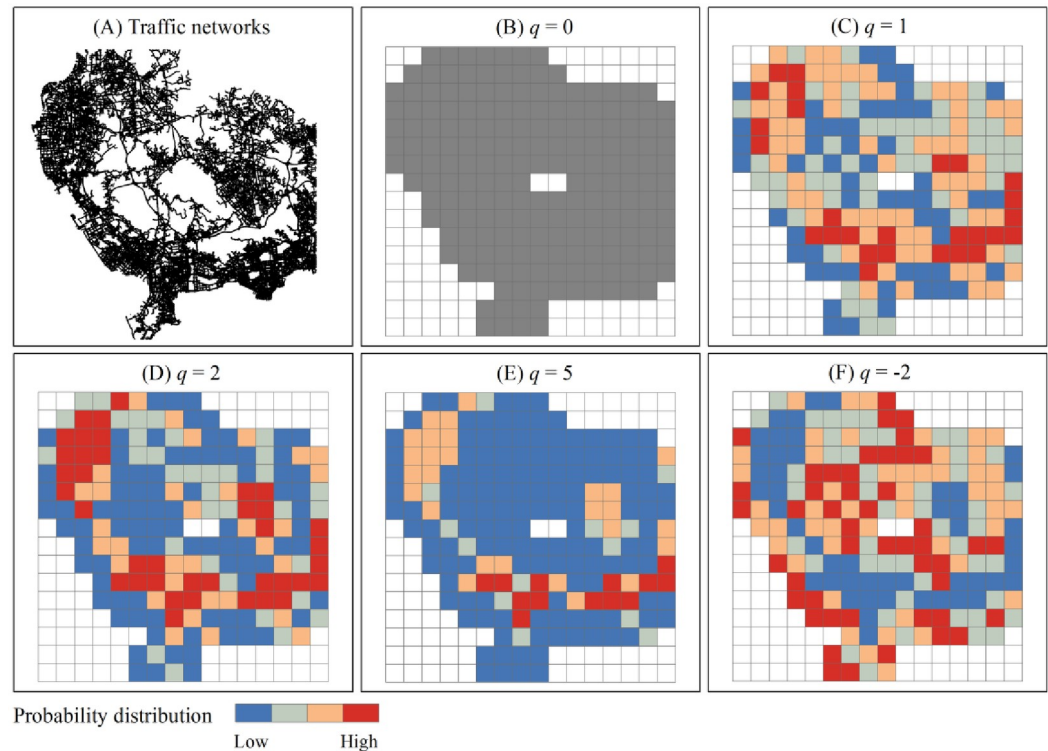 (A) Traffic networks
(B) q = 0
(C) q = 1
(D) q = 2
(E) q = 5
(F) q = -2
Probability distribution
Low High